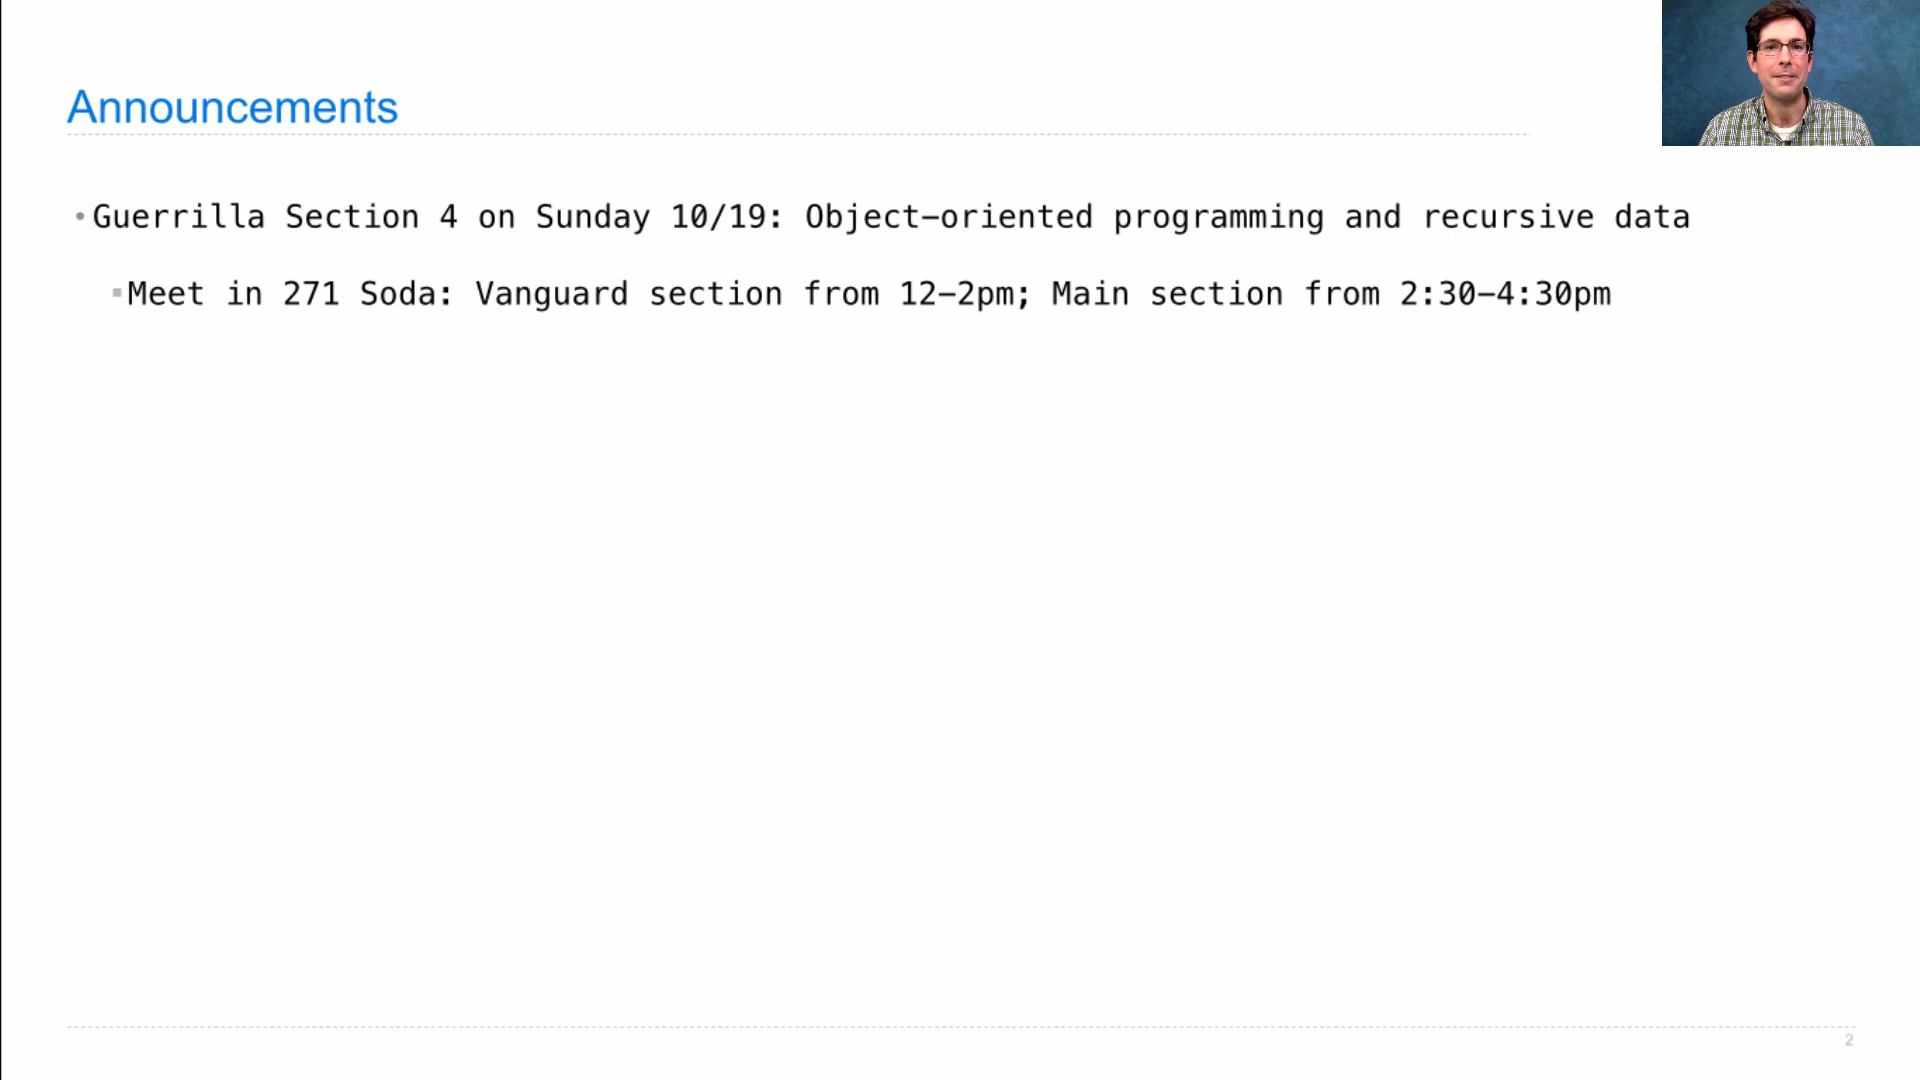 Announcements
•Guerrilla Section 4 on Sunday 10/19: Object-oriented programming and recursive data
▪Meet in 271 Soda: Vanguard section from 12-2pm; Main section from 2:30-4:30pm
2